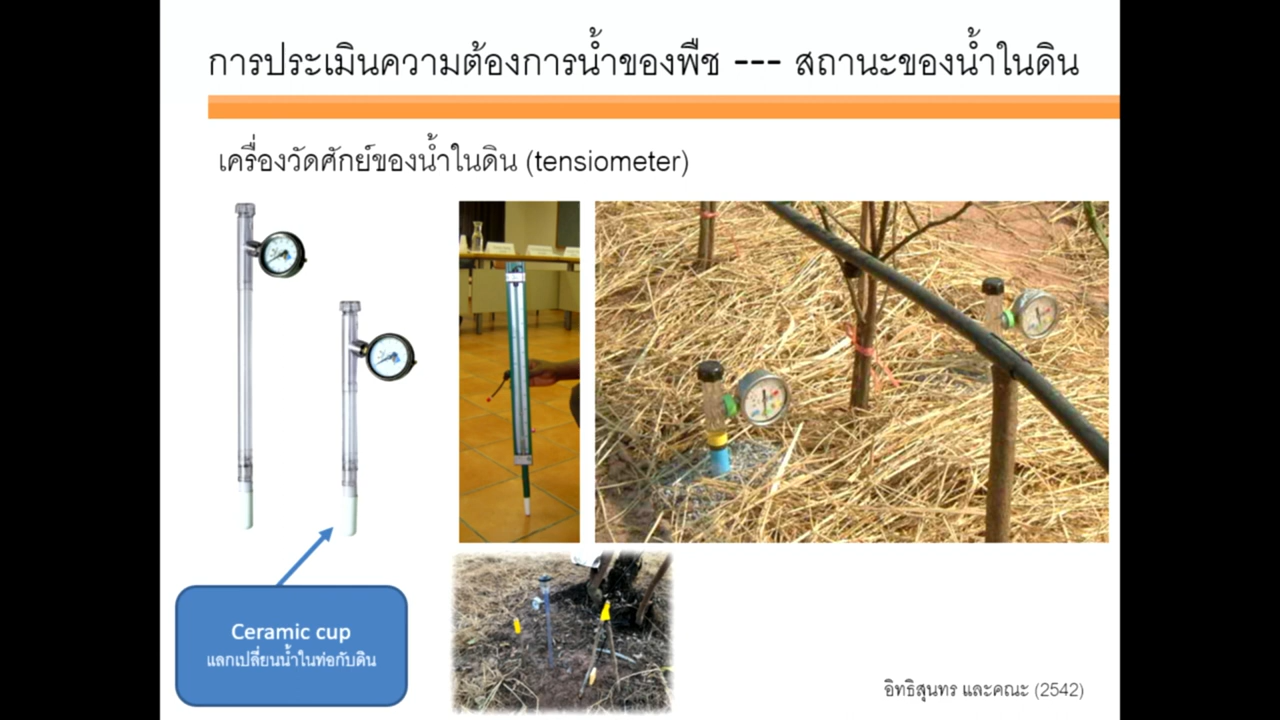 การประเมินความต้องการน้ำของพืช --- สถานะของน้ำในดิน
เครื่องวัดศักย์ของน้ำในดิน (tensiometer)
Ceramic cup
แลกเปลี่ยนน้ำในท่อกับดิน
อิทธิสุนทร และคณะ (2542)